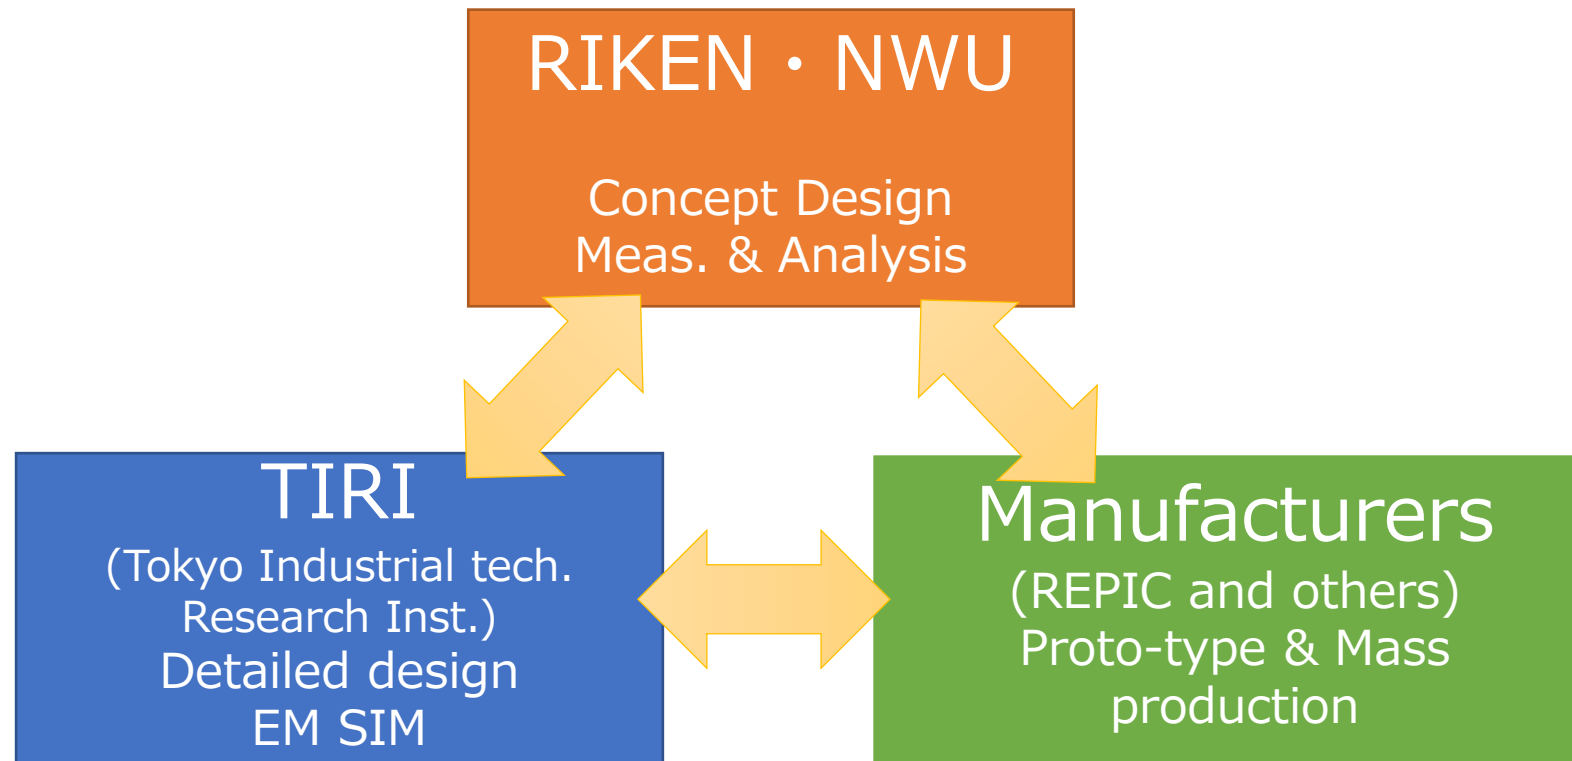 RIKEN・NWU
Concept Design
Meas. & Analysis
TIRI
(Tokyo Industrial tech.
Research Inst.)
Detailed design
EM SIM
Manufacturers
(REPIC and others)
Proto-type & Mass
production